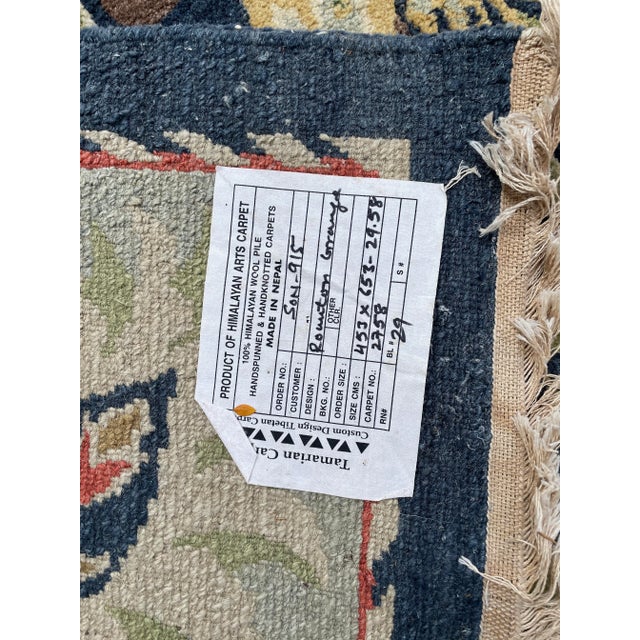 PRODUCT OF HIMALAYAN ARTS CARPET
100% HIMALAYAN WOOL PILE
HANDSPUNNED & HANDKNOTTED CARPETS
MADE IN NEPAL
ORDER NO.: SON-915
CUSTOMER : "
DESIGN : Rounton Grange
BKG. NO.: OTHER CLR.
ORDER SIZE :
SIZE CMS : 453 x 653 - 29.58
CARPET NO.: 2758
RN# BL# 29 S #
Tamarian Car
Custom Design Tibetan Carp